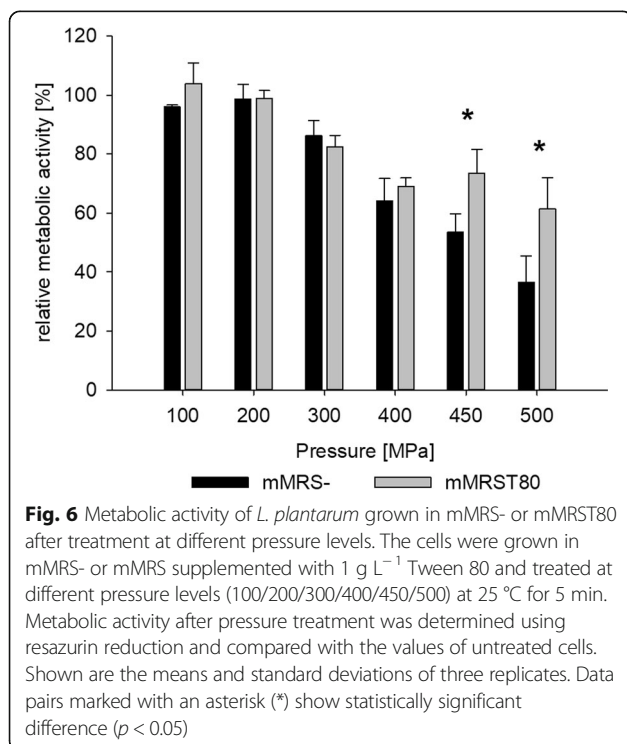 120
100
80
60
40
20
0
relative metabolic activity [%]
* *
100 200 300 400 450 500
Pressure [MPa]
mMRS- mMRST80
Fig. 6 Metabolic activity of L. plantarum grown in mMRS- or mMRST80
after treatment at different pressure levels. The cells were grown in
mMRS- or mMRS supplemented with 1 g L⁻¹ Tween 80 and treated at
different pressure levels (100/200/300/400/450/500) at 25 °C for 5 min.
Metabolic activity after pressure treatment was determined using
resazurin reduction and compared with the values of untreated cells.
Shown are the means and standard deviations of three replicates. Data
pairs marked with an asterisk (*) show statistically significant
difference (p < 0.05)